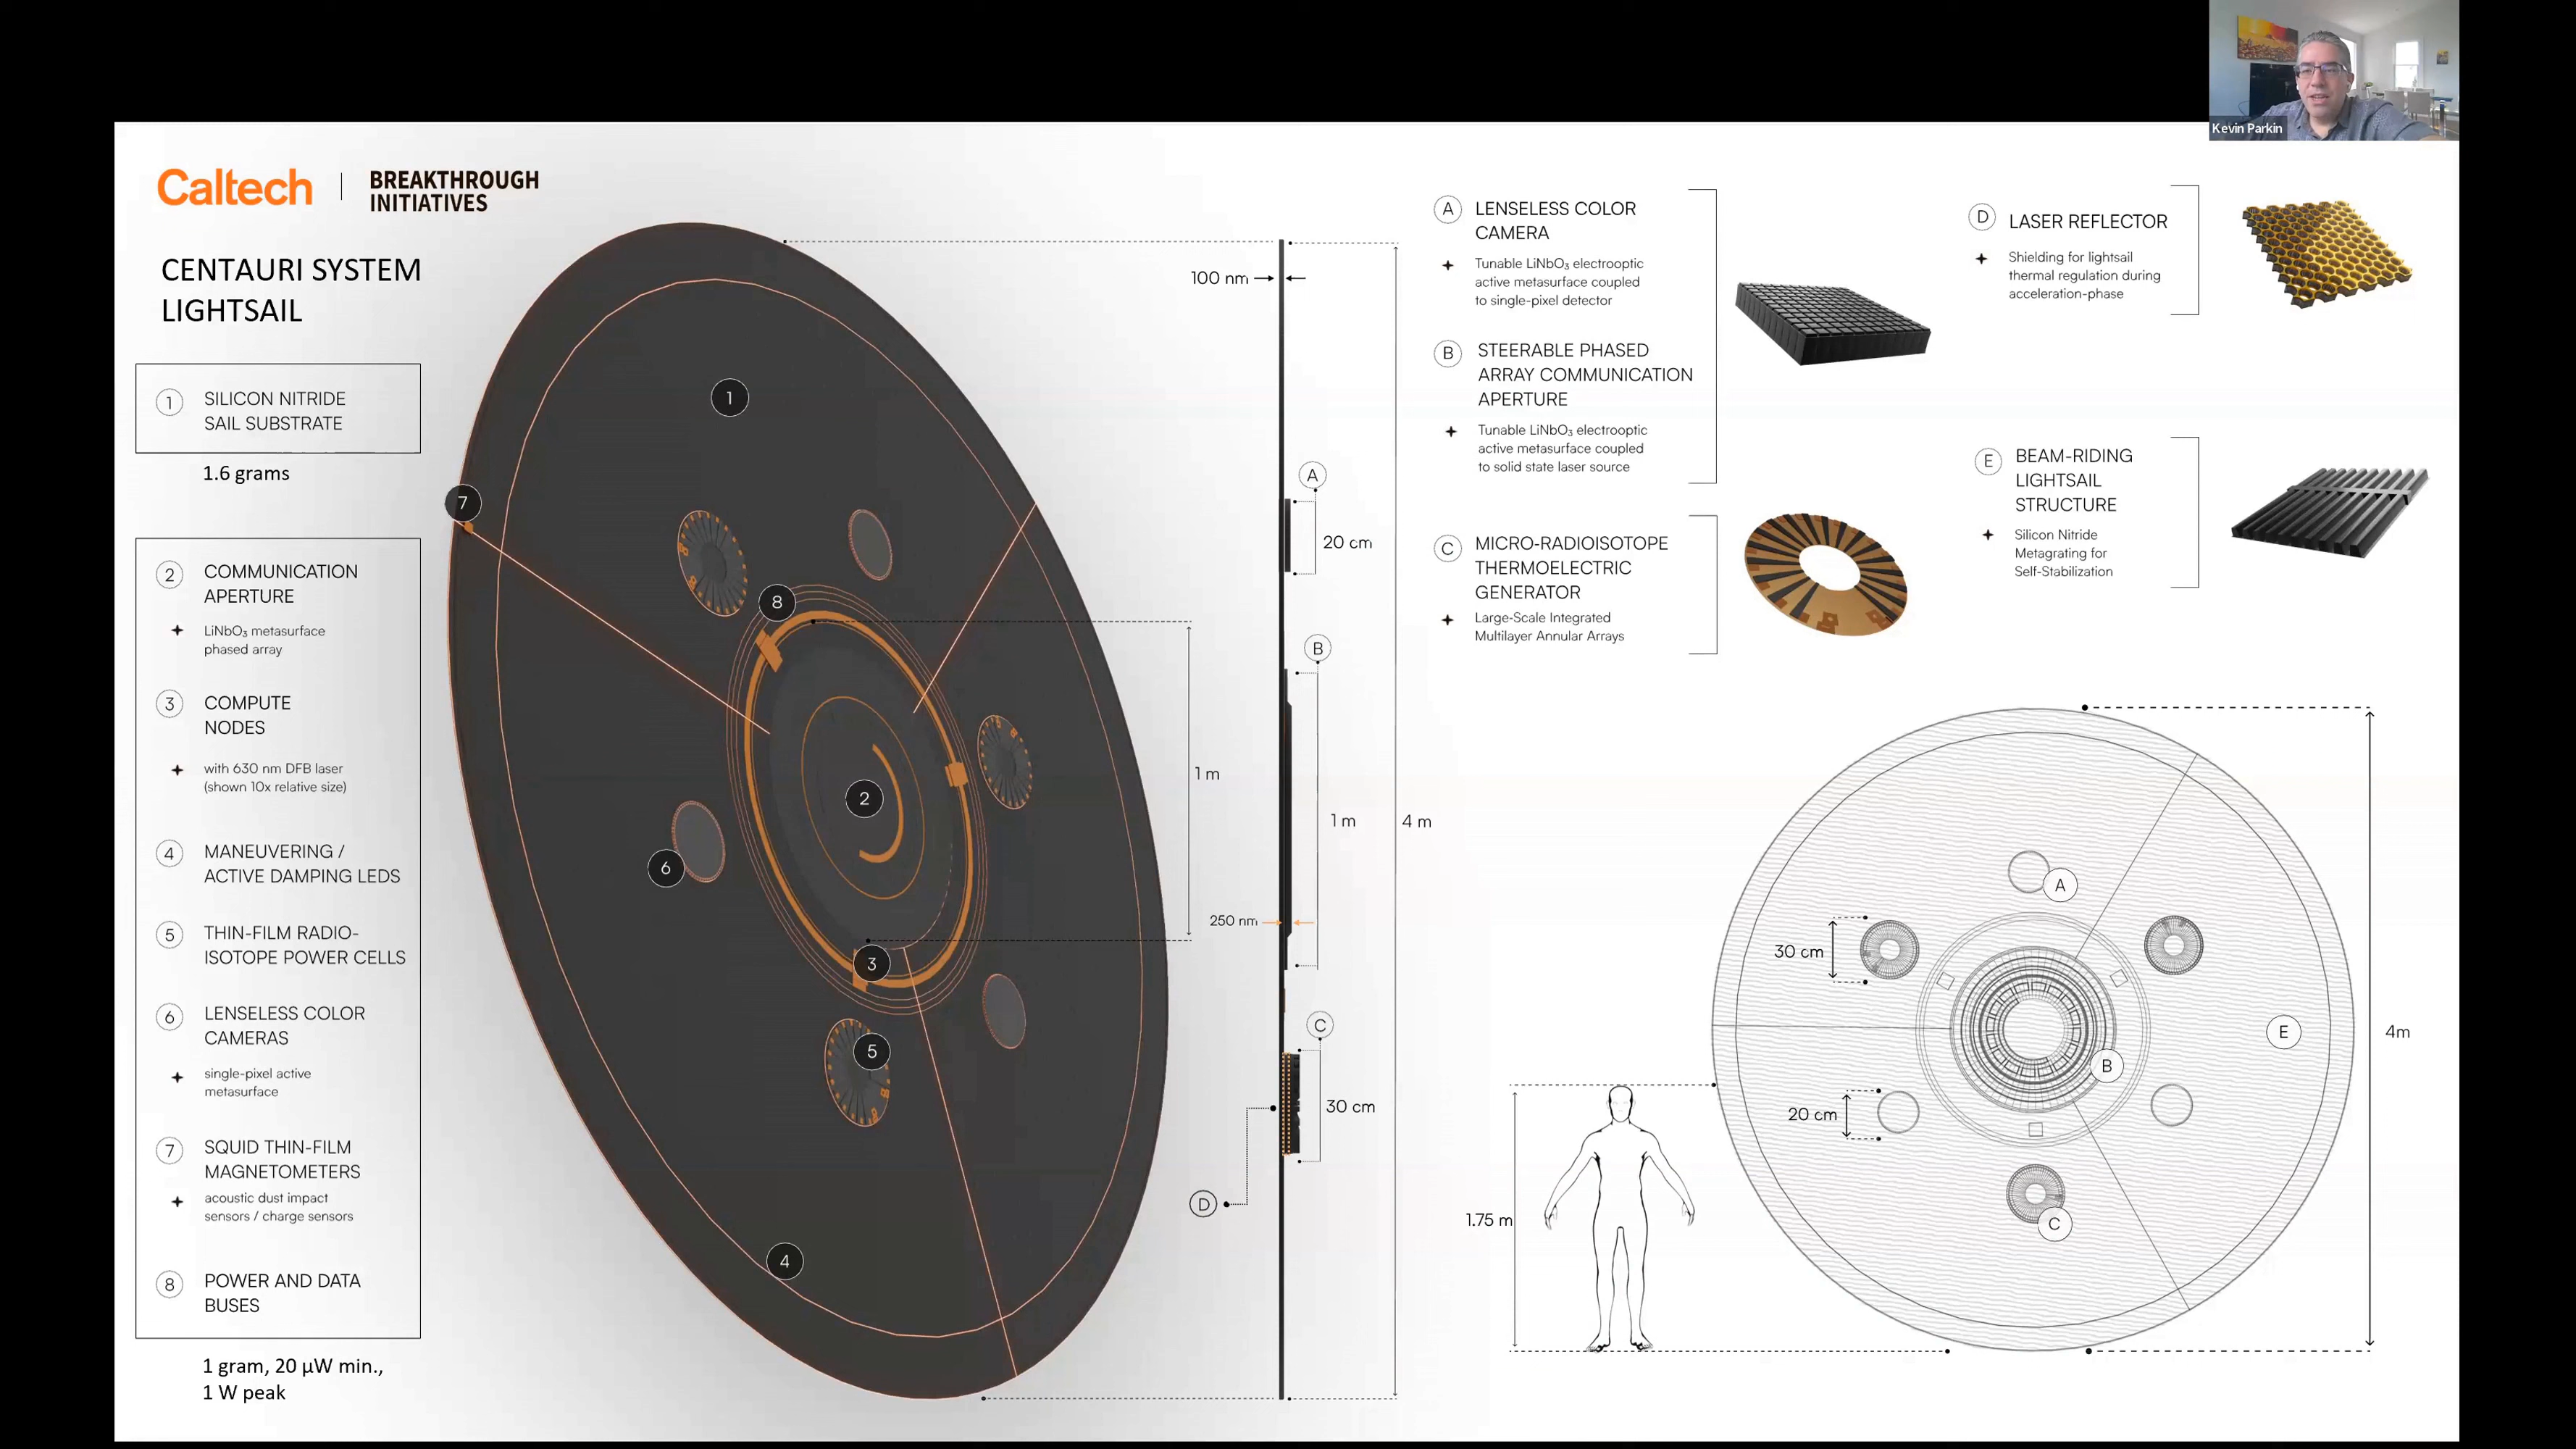 Kevin Parkin
Caltech
BREAKTHROUGH
INITIATIVES
CENTAURI SYSTEM
LIGHTSAIL
1
SILICON NITRIDE
SAIL SUBSTRATE
1.6 grams
2
COMMUNICATION
APERTURE
LiNbO₃ metasurface
phased array
3
COMPUTE
NODES
with 630 nm DFB laser
(shown 10x relative size)
4
MANEUVERING /
ACTIVE DAMPING LEDS
5
THIN-FILM RADIO-
ISOTOPE POWER CELLS
6
LENSELESS COLOR
CAMERAS
single-pixel active
metasurface
7
SQUID THIN-FILM
MAGNETOMETERS
acoustic dust impact
sensors / charge sensors
8
POWER AND DATA
BUSES
1 gram, 20 µW min.,
1 W peak
1
7
8
2
6
3
5
4
1 m
100 nm
A
20 cm
B
1 m
4 m
250 nm
C
30 cm
D
A
LENSELESS COLOR
CAMERA
Tunable LiNbO₃ electrooptic
active metasurface coupled
to single-pixel detector
B
STEERABLE PHASED
ARRAY COMMUNICATION
APERTURE
Tunable LiNbO₃ electrooptic
active metasurface coupled
to solid state laser source
C
MICRO-RADIOISOTOPE
THERMOELECTRIC
GENERATOR
Large-Scale Integrated
Multilayer Annular Arrays
D
LASER REFLECTOR
Shielding for lightsail
thermal regulation during
acceleration-phase
E
BEAM-RIDING
LIGHTSAIL
STRUCTURE
Silicon Nitride
Metagrating for
Self-Stabilization
A
30 cm
E
4m
B
20 cm
C
1.75 m